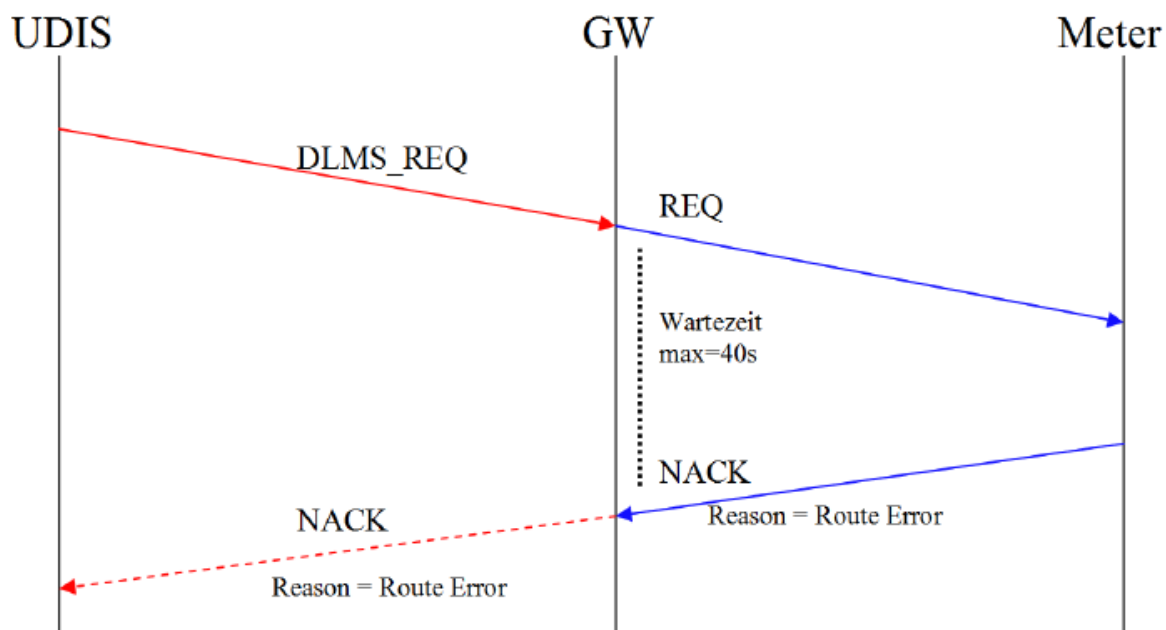 UDIS
GW
Meter
DLMS_REQ
REQ
Wartezeit
max=40s
NACK
Reason = Route Error
NACK
Reason = Route Error